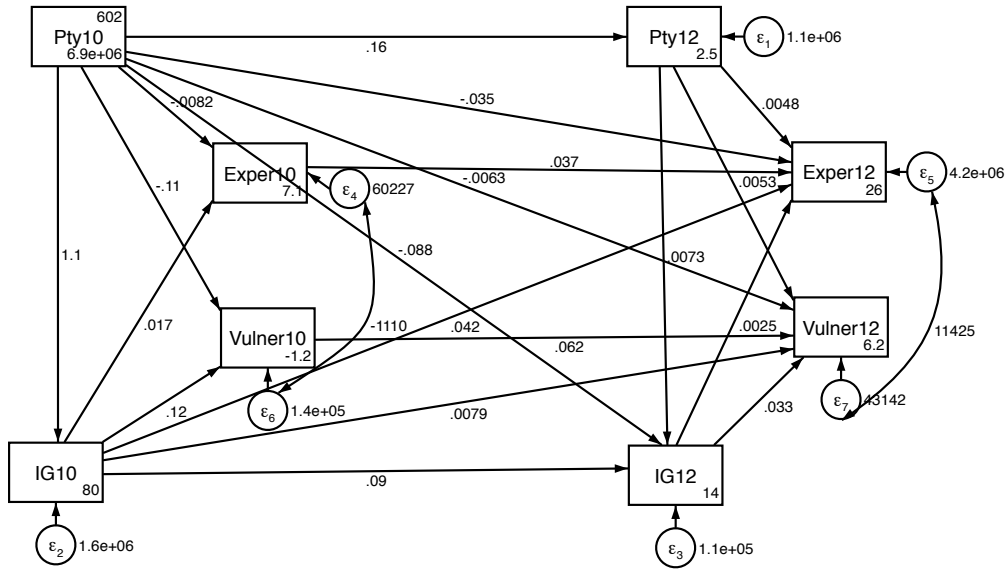 602
Pty10
6.9e+06
.16
Pty12
2.5
ε1
1.1e+06
-.0082
-.035
.0048
Exper10
7.1
ε4
60227
.037
Exper12
26
ε5
4.2e+06
-.11
-.0063
.0053
1.1
-.088
.0073
.017
Vulner10
-1.2
-1110
.042
.062
.0025
Vulner12
6.2
11425
.12
ε6
1.4e+05
.0079
.033
ε7
43142
IG10
80
.09
IG12
14
ε2
1.6e+06
ε3
1.1e+05